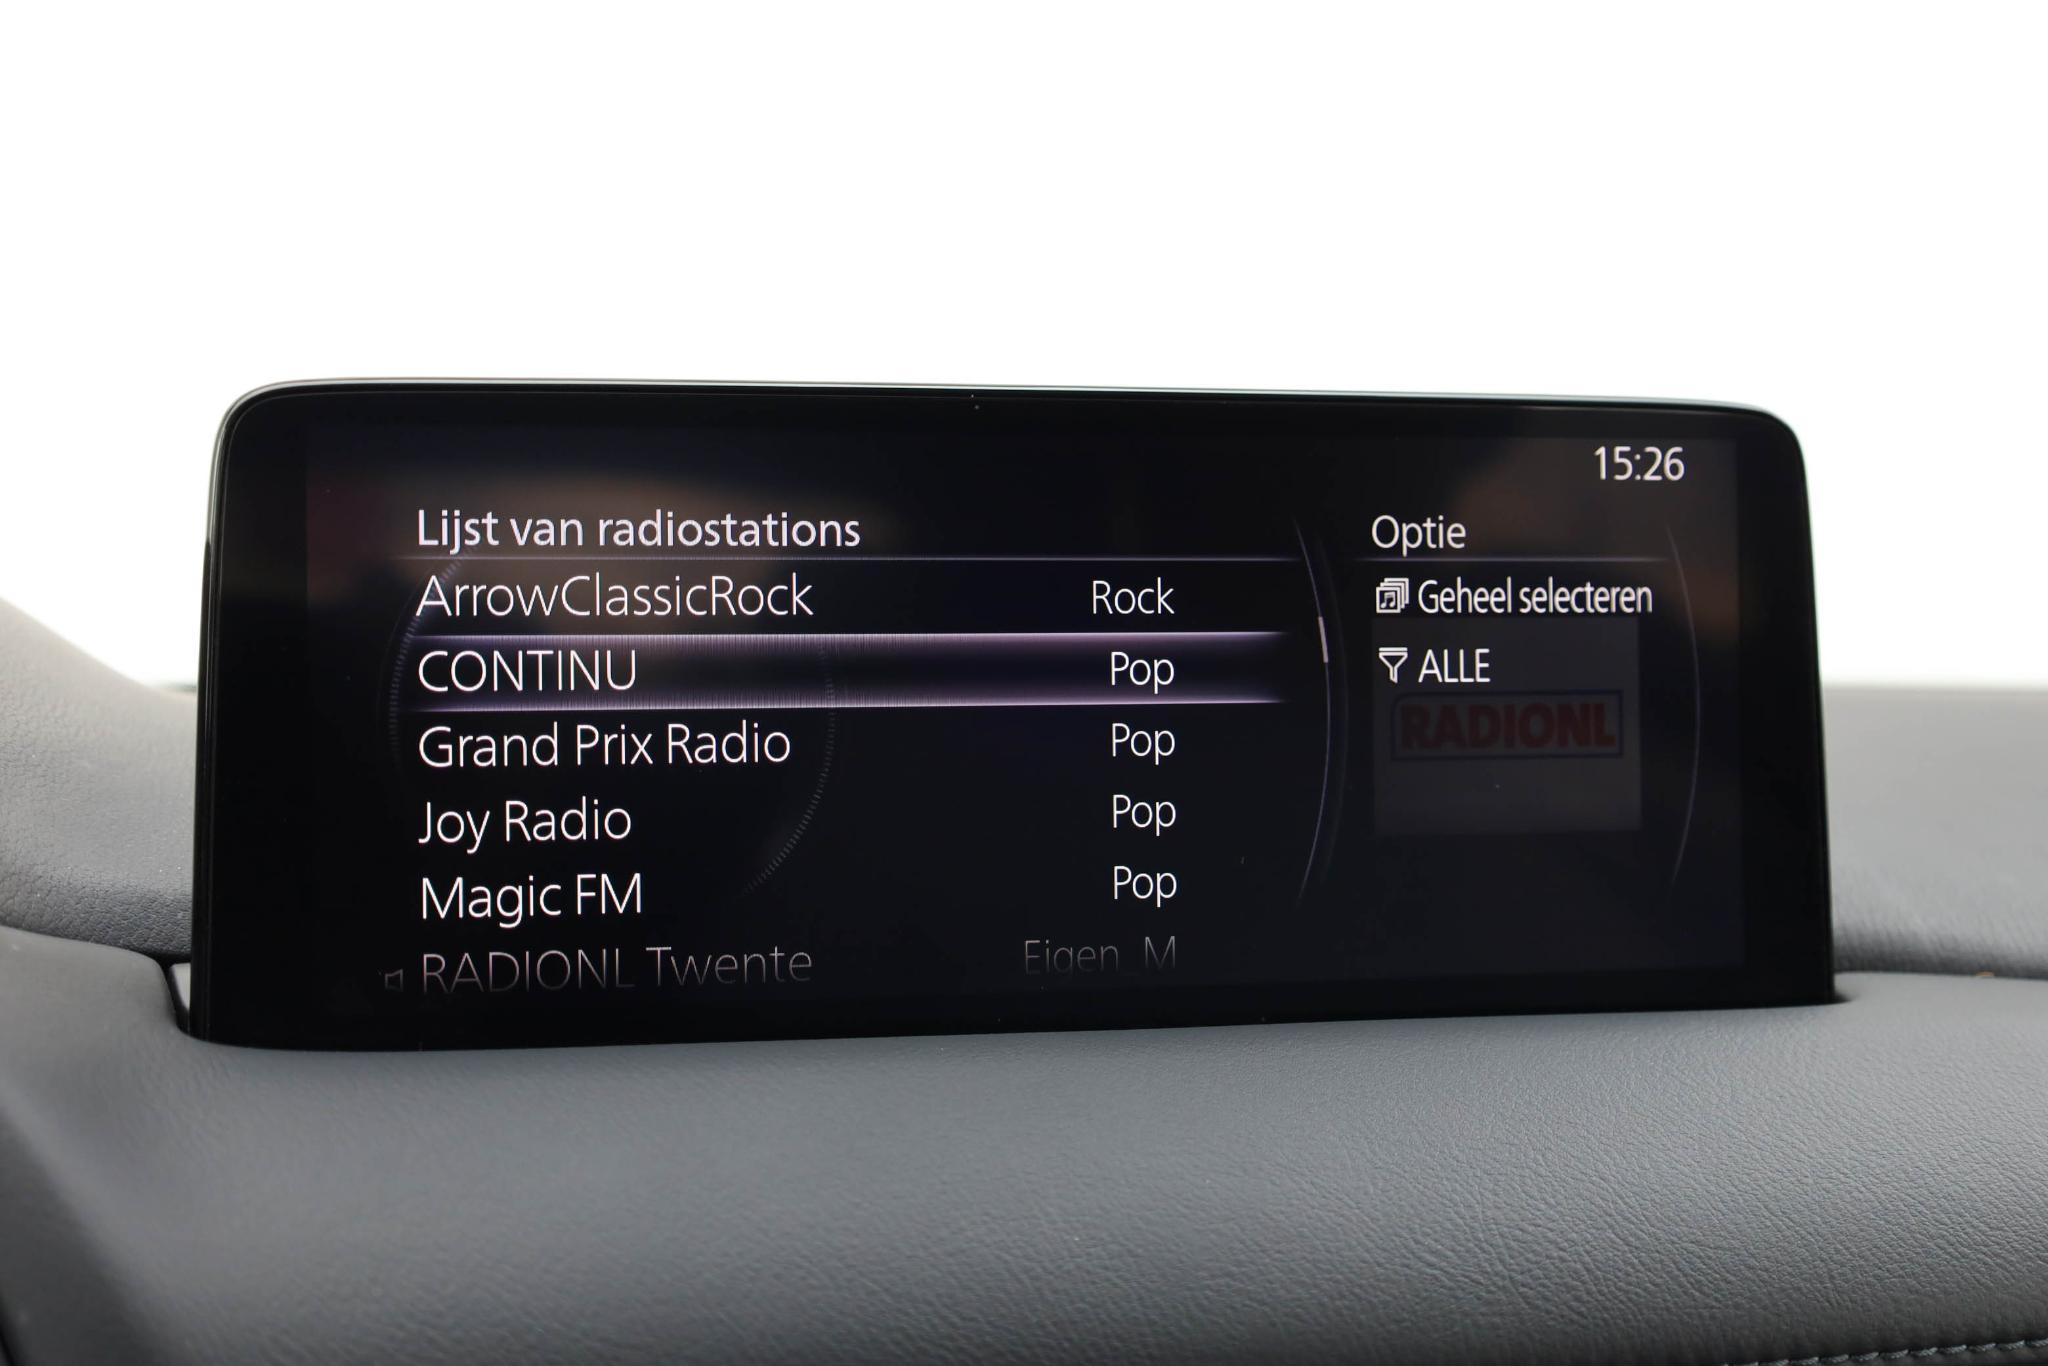 15:26
Lijst van radiostations
Optie
ArrowClassicRock Rock
Geheel selecteren
CONTINU Pop
ALLE
RADIONL
Grand Prix Radio Pop
Joy Radio Pop
Magic FM Pop
RADIONL Twente Eigen M